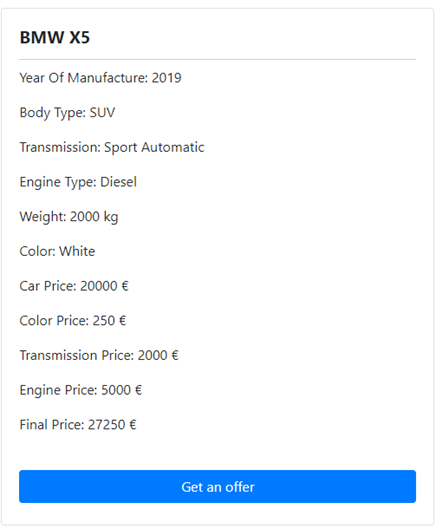 BMW X5
Year Of Manufacture: 2019
Body Type: SUV
Transmission: Sport Automatic
Engine Type: Diesel
Weight: 2000 kg
Color: White
Car Price: 20000 €
Color Price: 250 €
Transmission Price: 2000 €
Engine Price: 5000 €
Final Price: 27250 €
Get an offer